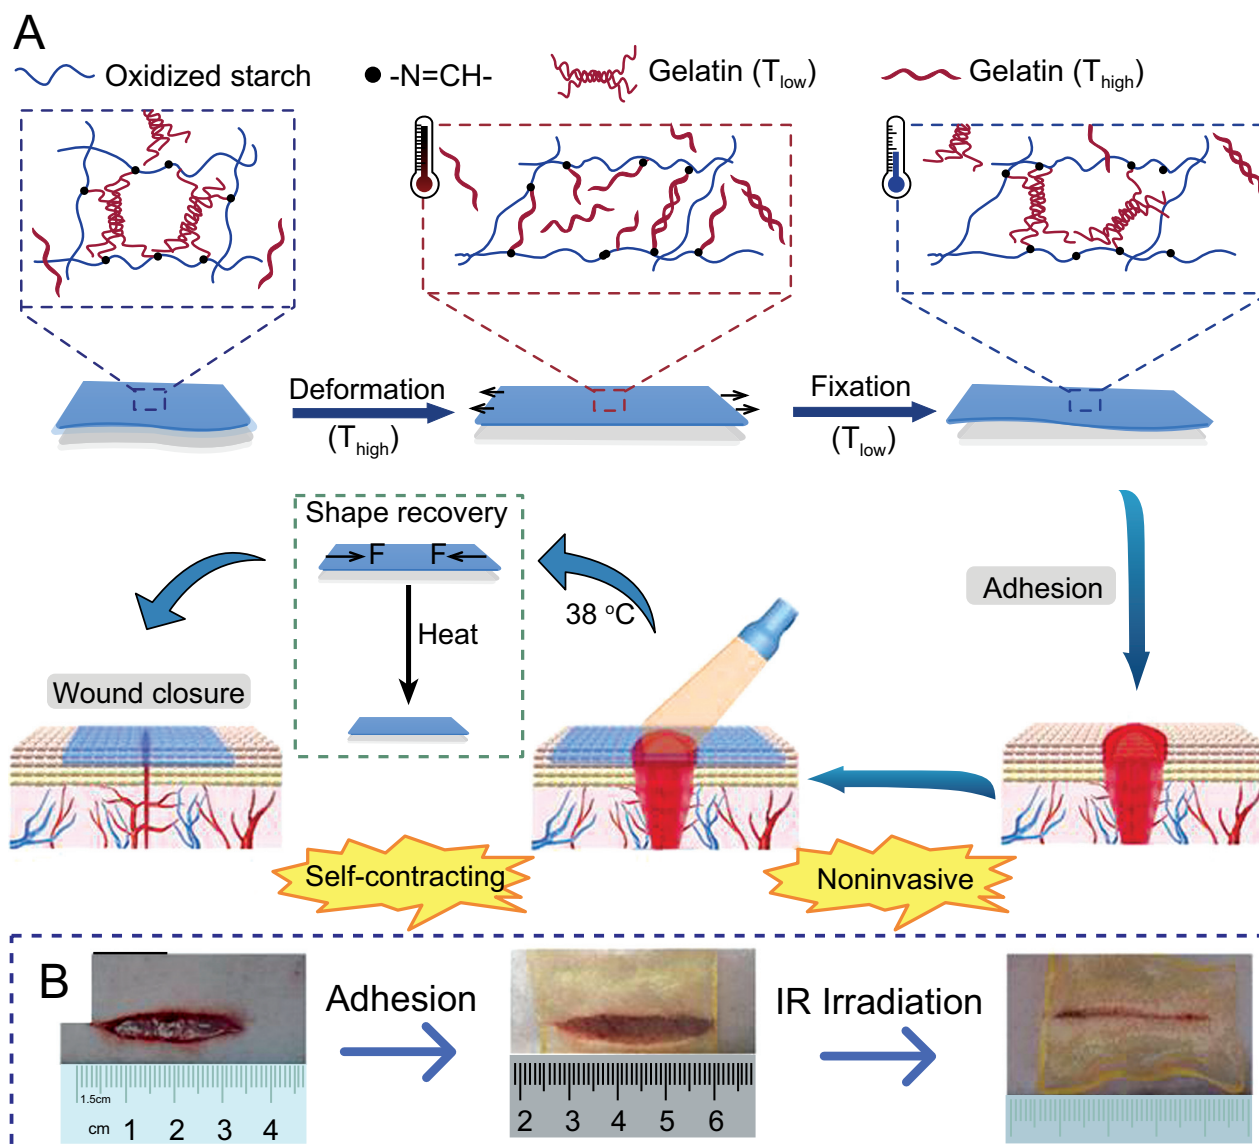 A
Oxidized starch
-N=CH-
Gelatin (Tlow)
Gelatin (Thigh)
Deformation
(Thigh)
Fixation
(Tlow)
Shape recovery
F F
Heat
38 °C
Adhesion
Wound closure
Self-contracting
Noninvasive
B
Adhesion
IR Irradiation
1.5cm
cm 1 2 3 4
2 3 4 5 6